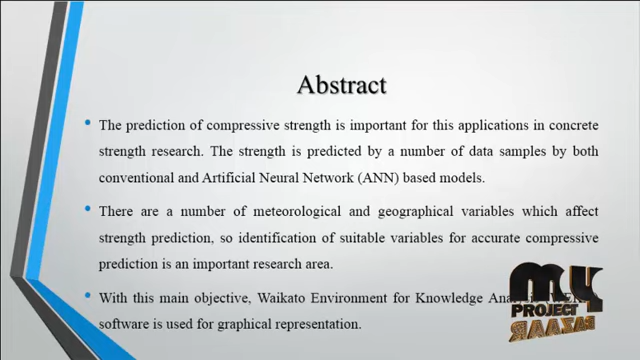 Abstract
The prediction of compressive strength is important for this applications in concrete
strength research. The strength is predicted by a number of data samples by both
conventional and Artificial Neural Network (ANN) based models.
There are a number of meteorological and geographical variables which affect
strength prediction, so identification of suitable variables for accurate compressive
prediction is an important research area.
With this main objective, Waikato Environment for Knowledge
software is used for graphical representation.
MY
PROJECT
BAZAAR